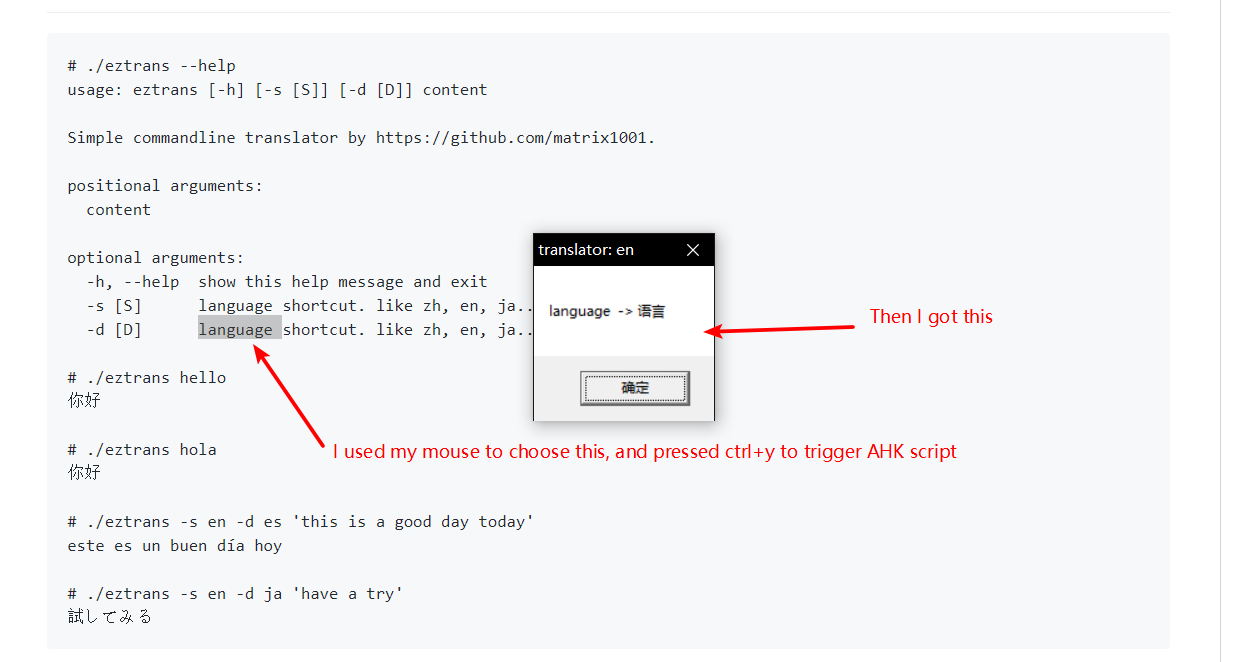 # ./eztrans --help
usage: eztrans [-h] [-s [S]] [-d [D]] content
Simple commandline translator by https://github.com/matrix1001.
positional arguments:
content
optional arguments:
-h, --help show this help message and exit
-s [S] language shortcut. like zh, en, ja..
-d [D] language shortcut. like zh, en, ja..
translator: en
language -> 语言
确定
Then I got this
I used my mouse to choose this, and pressed ctrl+y to trigger AHK script
# ./eztrans hello
你好
# ./eztrans hola
你好
# ./eztrans -s en -d es 'this is a good day today'
este es un buen día hoy
# ./eztrans -s en -d ja 'have a try'
試してみる